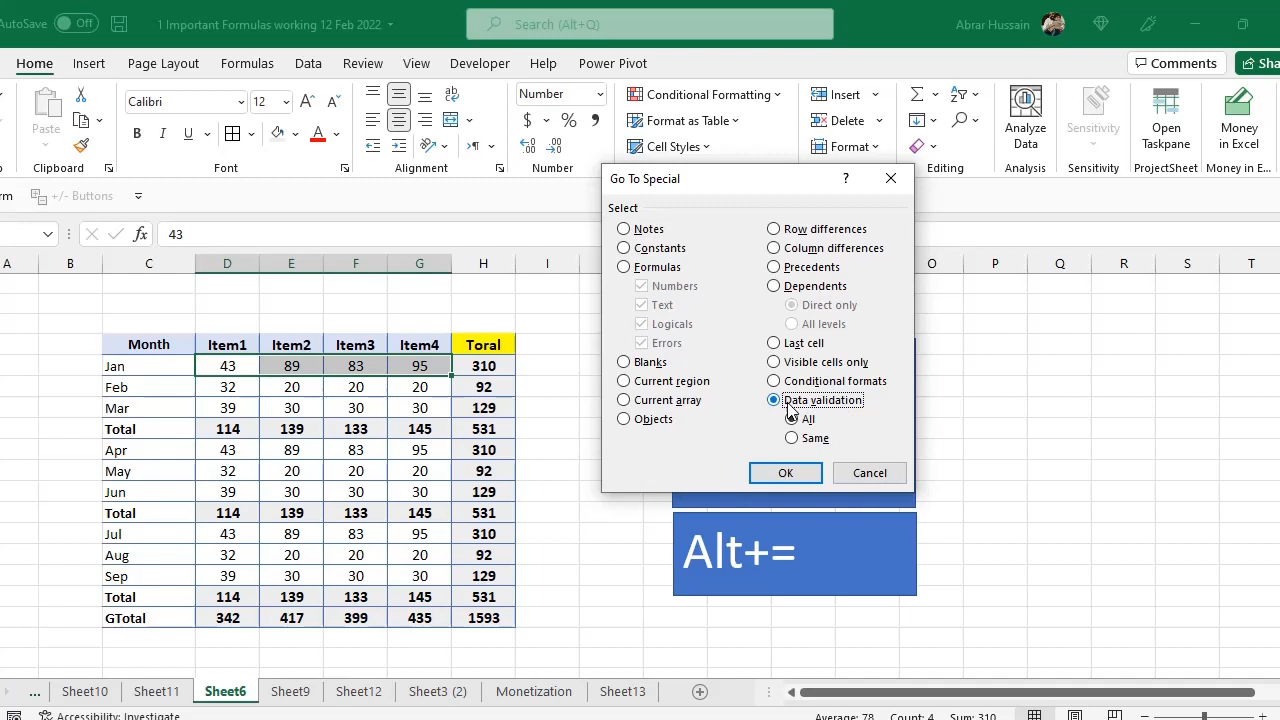 AutoSave Off 1 Important Formulas working 12 Feb 2022 Search (Alt+Q) Abrar Hussain
Home Insert Page Layout Formulas Data Review View Developer Help Power Pivot Comments Sha
Calibri 12 Number Conditional Formatting Insert
Paste $ % Format as Table Delete Analyze Data Sensitivity Open Taskpane Money in Excel
B I U Cell Styles Format
Clipboard Font Alignment Number Analysis Sensitivity ProjectSheet Money in E...
rm +/- Buttons
fx 43
A B C D E F G H I O P Q R S T
Month Item1 Item2 Item3 Item4 Toral
Jan 43 89 83 95 310
Feb 32 20 20 20 92
Mar 39 30 30 30 129
Total 114 139 133 145 531
Apr 43 89 83 95 310
May 32 20 20 20 92
Jun 39 30 30 30 129
Total 114 139 133 145 531
Jul 43 89 83 95 310
Aug 32 20 20 20 92
Sep 39 30 30 30 129
Total 114 139 133 145 531
GTotal 342 417 399 435 1593
Go To Special ?
Select
Notes Row differences
Constants Column differences
Formulas Precedents
Numbers Dependents
Text Direct only
Logicals All levels
Errors Last cell
Blanks Visible cells only
Current region Conditional formats
Current array Data validation
Objects All
Same
OK Cancel
Alt+=
... Sheet10 Sheet11 Sheet6 Sheet9 Sheet12 Sheet3 (2) Monetization Sheet13
Accessibility: Investigate Average: 78 Count: 4 Sum: 310